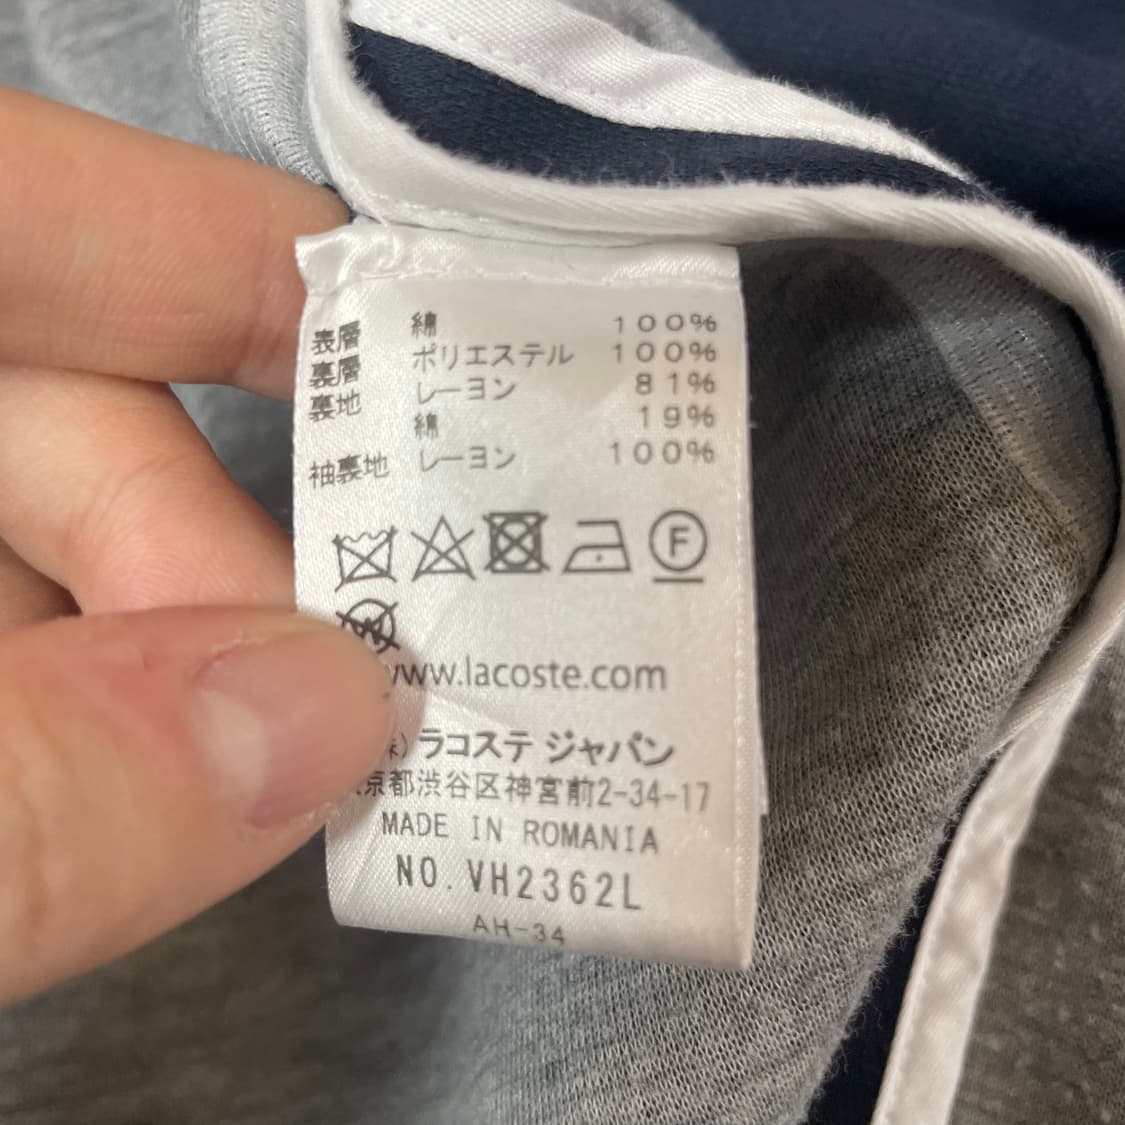 表層 綿 100%
裏層 ポリエステル 100%
裏地 レーヨン 81%
綿 19%
袖裏地 レーヨン 100%
F
W
www.lacoste.com
株) ラコステ ジャパン
京都渋谷区神宮前2-34-17
MADE IN ROMANIA
NO. VH2362L
AH-34